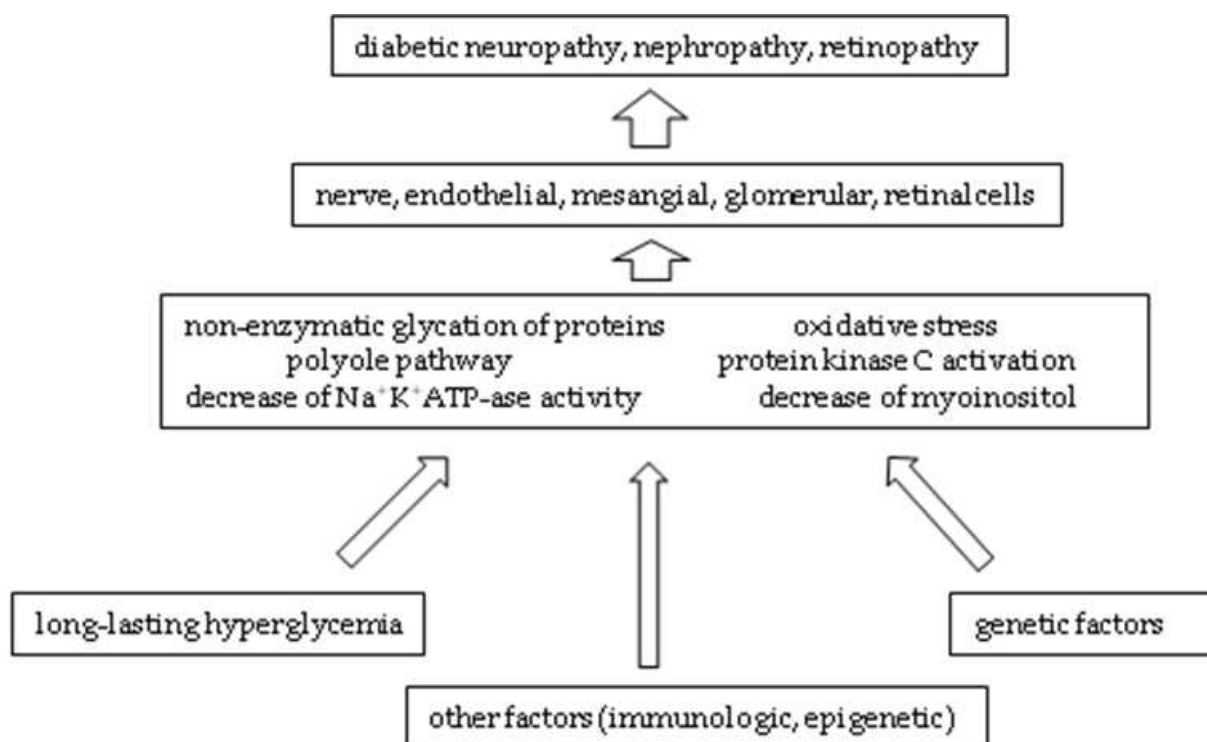 diabetic neuropathy, nephropathy, retinopathy
nerve, endothelial, mesangial, glomerular, retinal cells
non-enzymatic glycation of proteins
polyole pathway
decrease of Na⁺K⁺ATP-ase activity
oxidative stress
protein kinase C activation
decrease of myoinositol
long-lasting hyperglycemia
genetic factors
other factors (immunologic, epigenetic)